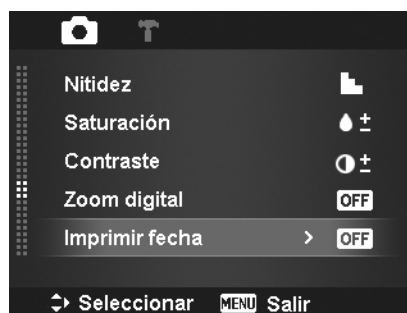 Nitidez
Saturación
Contraste
Zoom digital OFF
Imprimir fecha > OFF
Seleccionar MENU Salir